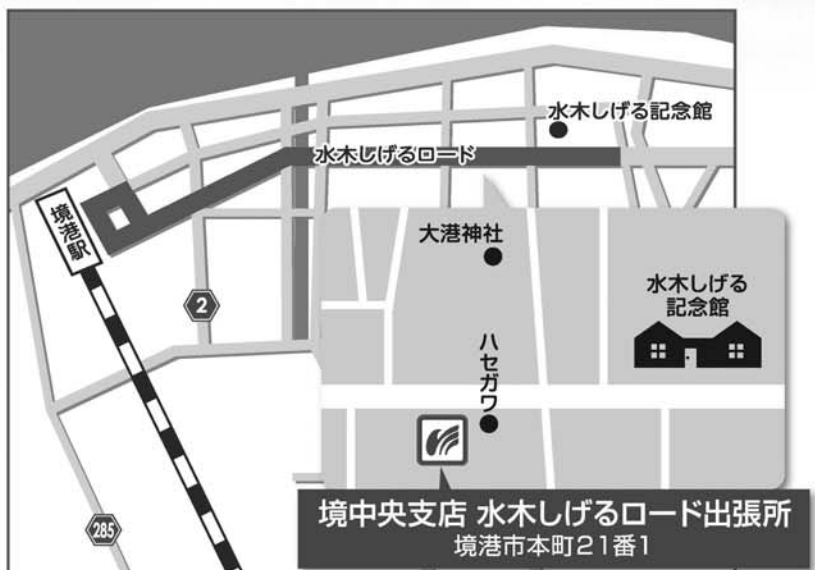 水木しげる記念館
水木しげるロード
境港駅
大港神社
水木しげる
記念館
2
ハセガワ
285
境中央支店 水木しげるロード出張所
境港市本町21番1